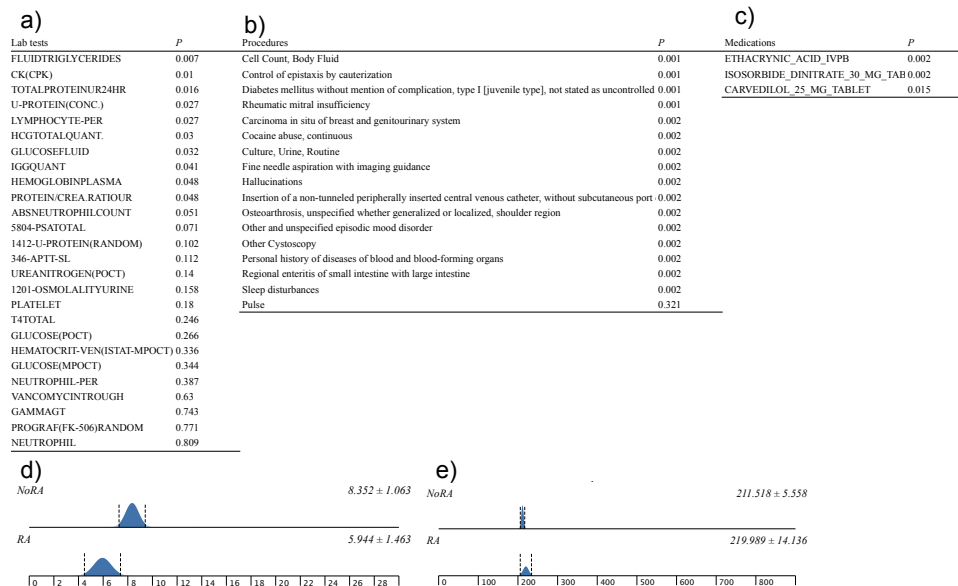 a)
Lab tests P
FLUIDTRIGLYCERIDES 0.007
CK(CPK) 0.01
TOTALPROTEINUR24HR 0.016
U-PROTEIN(CONC.) 0.027
LYMPHOCYTE-PER 0.027
HCGTOTALQUANT. 0.03
GLUCOSEFLUID 0.032
IGGQUANT 0.041
HEMOGLOBINPLASMA 0.048
PROTEIN/CREA.RATIOUR 0.048
ABSNEUTROPHILCOUNT 0.051
5804-PSATOTAL 0.071
1412-U-PROTEIN(RANDOM) 0.102
346-APTT-SL 0.112
UREANITROGEN(POCT) 0.14
1201-OSMOLALITYURINE 0.158
PLATELET 0.18
T4TOTAL 0.246
GLUCOSE(POCT) 0.266
HEMATOCRIT-VEN(ISTAT-MPOCT) 0.336
GLUCOSE(MPOCT) 0.344
NEUTROPHIL-PER 0.387
VANCOMYCINTROUGH 0.63
GAMMAGT 0.743
PROGRAF(FK-506)RANDOM 0.771
NEUTROPHIL 0.809
b)
Procedures P
Cell Count, Body Fluid 0.001
Control of epistaxis by cauterization 0.001
Diabetes mellitus without mention of complication, type I [juvenile type], not stated as uncontrolled 0.001
Rheumatic mitral insufficiency 0.001
Carcinoma in situ of breast and genitourinary system 0.002
Cocaine abuse, continuous 0.002
Culture, Urine, Routine 0.002
Fine needle aspiration with imaging guidance 0.002
Hallucinations 0.002
Insertion of a non-tunneled peripherally inserted central venous catheter, without subcutaneous port 0.002
Osteoarthrosis, unspecified whether generalized or localized, shoulder region 0.002
Other and unspecified episodic mood disorder 0.002
Other Cystoscopy 0.002
Personal history of diseases of blood and blood-forming organs 0.002
Regional enteritis of small intestine with large intestine 0.002
Sleep disturbances 0.002
Pulse 0.321
c)
Medications P
ETHACRYNIC_ACID_IVPB 0.002
ISOSORBIDE_DINITRATE_30_MG_TAB 0.002
CARVEDILOL_25_MG_TABLET 0.015
d)
NoRA 8.352 ± 1.063
RA 5.944 ± 1.463
0 2 4 6 8 10 12 14 16 18 20 22 24 26 28
e)
NoRA 211.518 ± 5.558
RA 219.989 ± 14.136
0 100 200 300 400 500 600 700 800